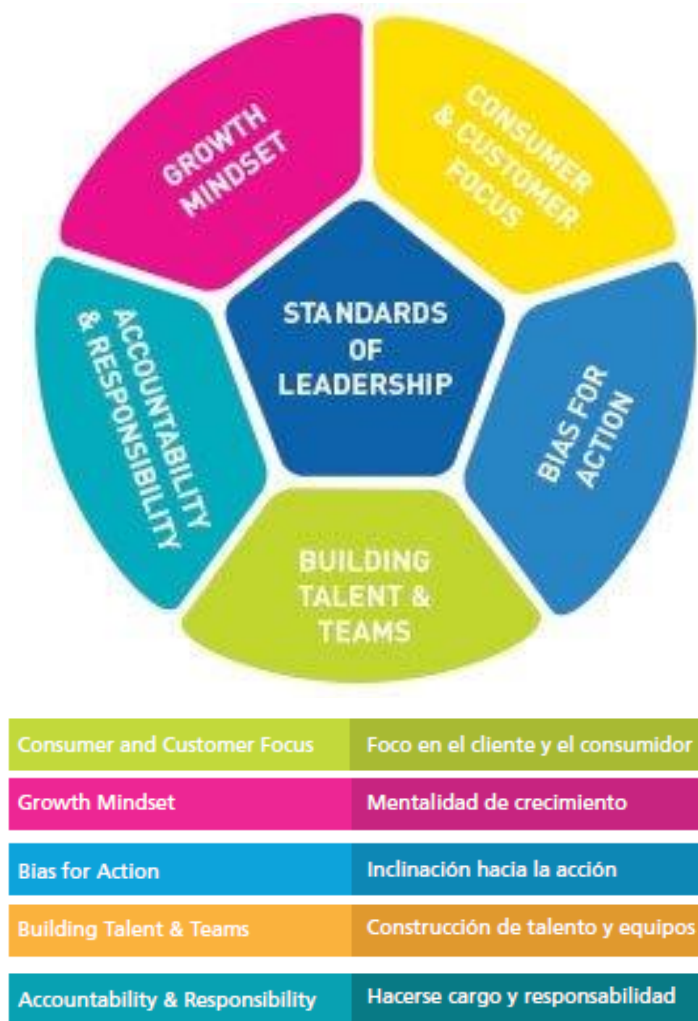 GROWTH
MINDSET
CONSUMER
& CUSTOMER
FOCUS
ACCOUNTABILITY
& RESPONSIBILITY
STANDARDS
OF
LEADERSHIP
BIAS FOR
ACTION
BUILDING
TALENT &
TEAMS
Consumer and Customer Focus Foco en el cliente y el consumidor
Growth Mindset Mentalidad de crecimiento
Bias for Action Inclinación hacia la acción
Building Talent & Teams Construcción de talento y equipos
Accountability & Responsibility Hacerse cargo y responsabilidad